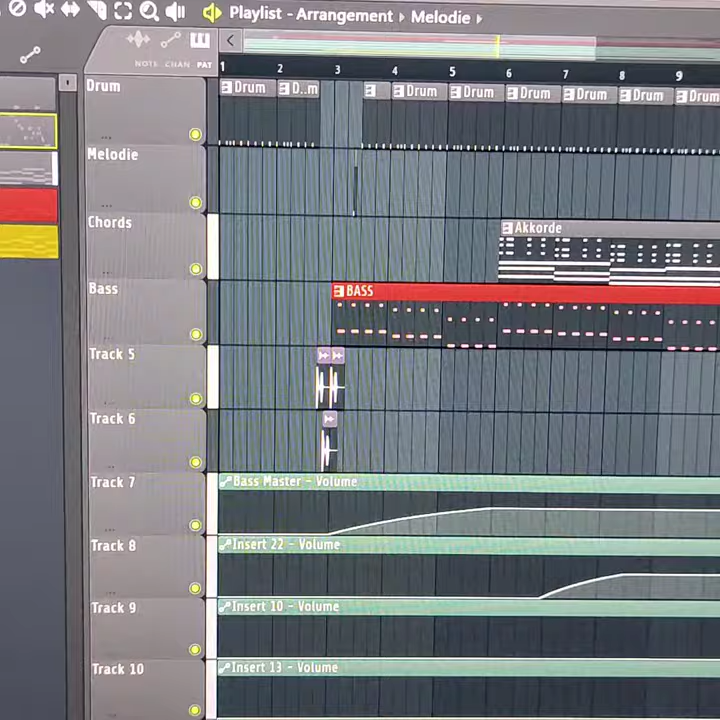 Playlist - Arrangement ▸ Melodie ▸
NOTE CHAN PAT
1 2 3 4 5 6 7 8 9
Drum
Drum D..m Drum Drum Drum Drum Drum Drum
Melodie
Chords
Akkorde
Bass
BASS
Track 5
Track 6
Track 7
Bass Master - Volume
Track 8
Insert 22 - Volume
Track 9
Insert 10 - Volume
Track 10
Insert 13 - Volume